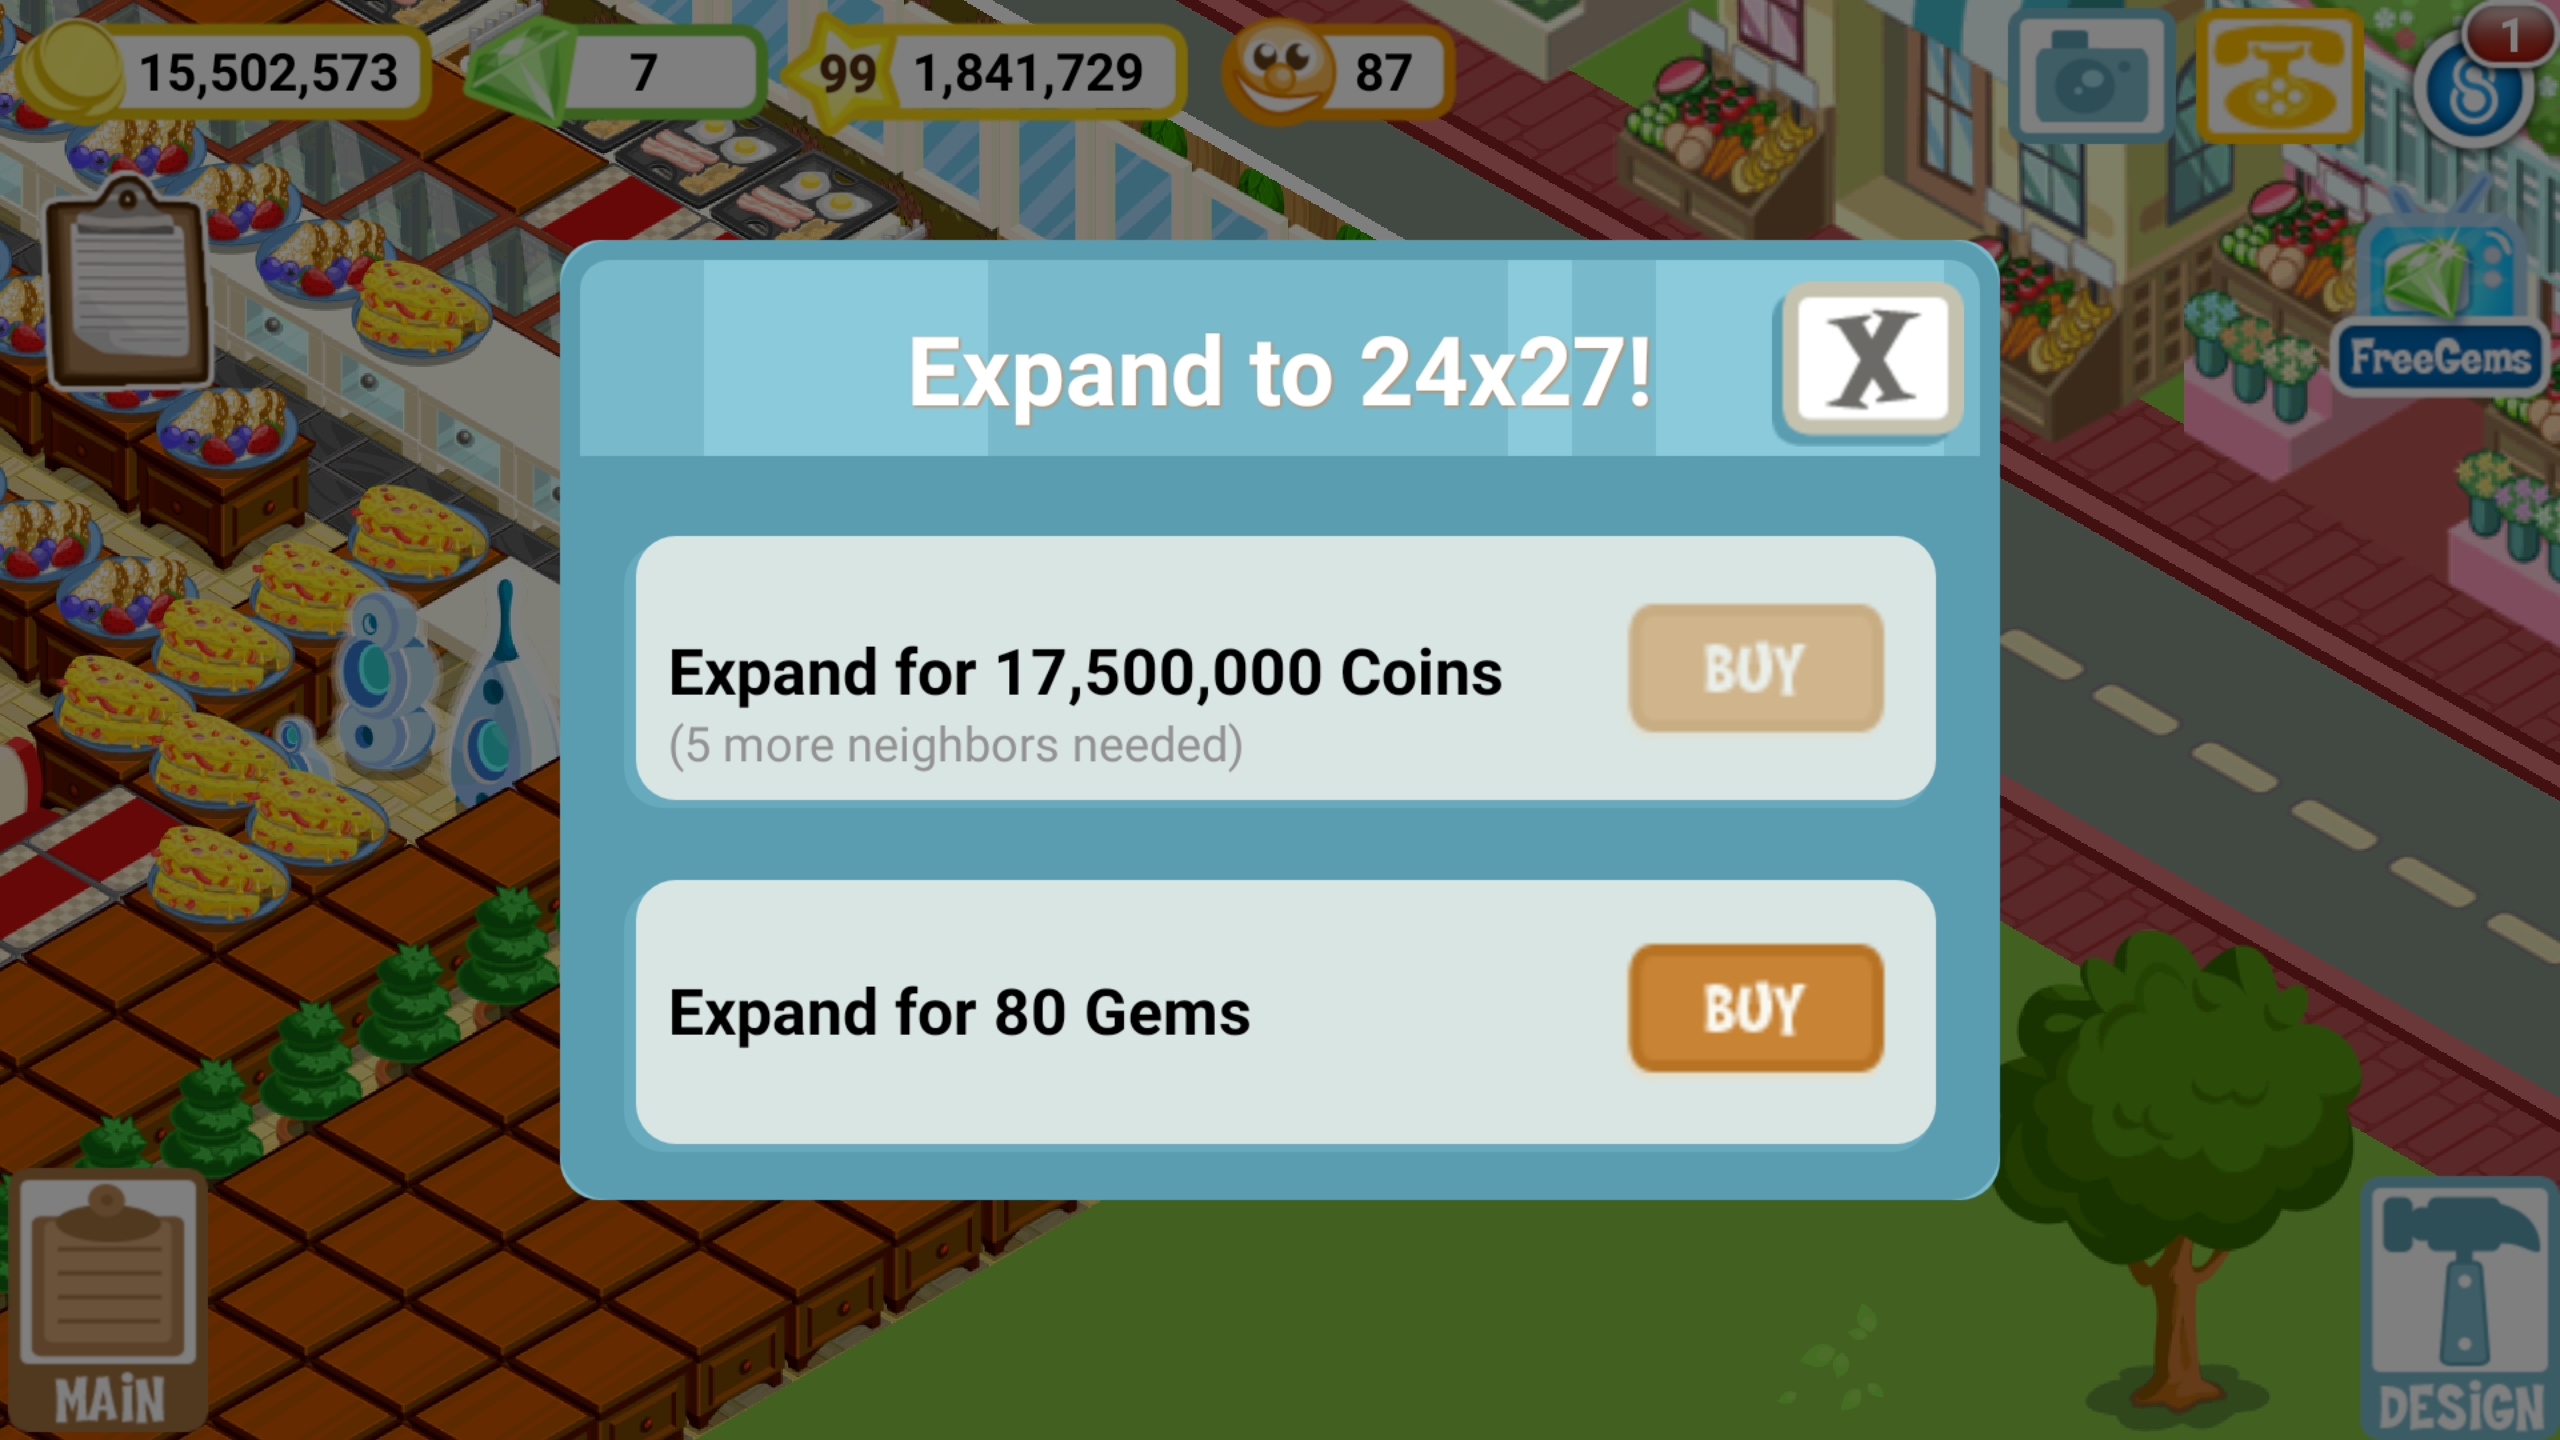 15,502,573
7
99
1,841,729
87
1
FreeGems
Expand to 24x27!
X
Expand for 17,500,000 Coins
BUY
(5 more neighbors needed)
Expand for 80 Gems
BUY
MAiN
DESiGN